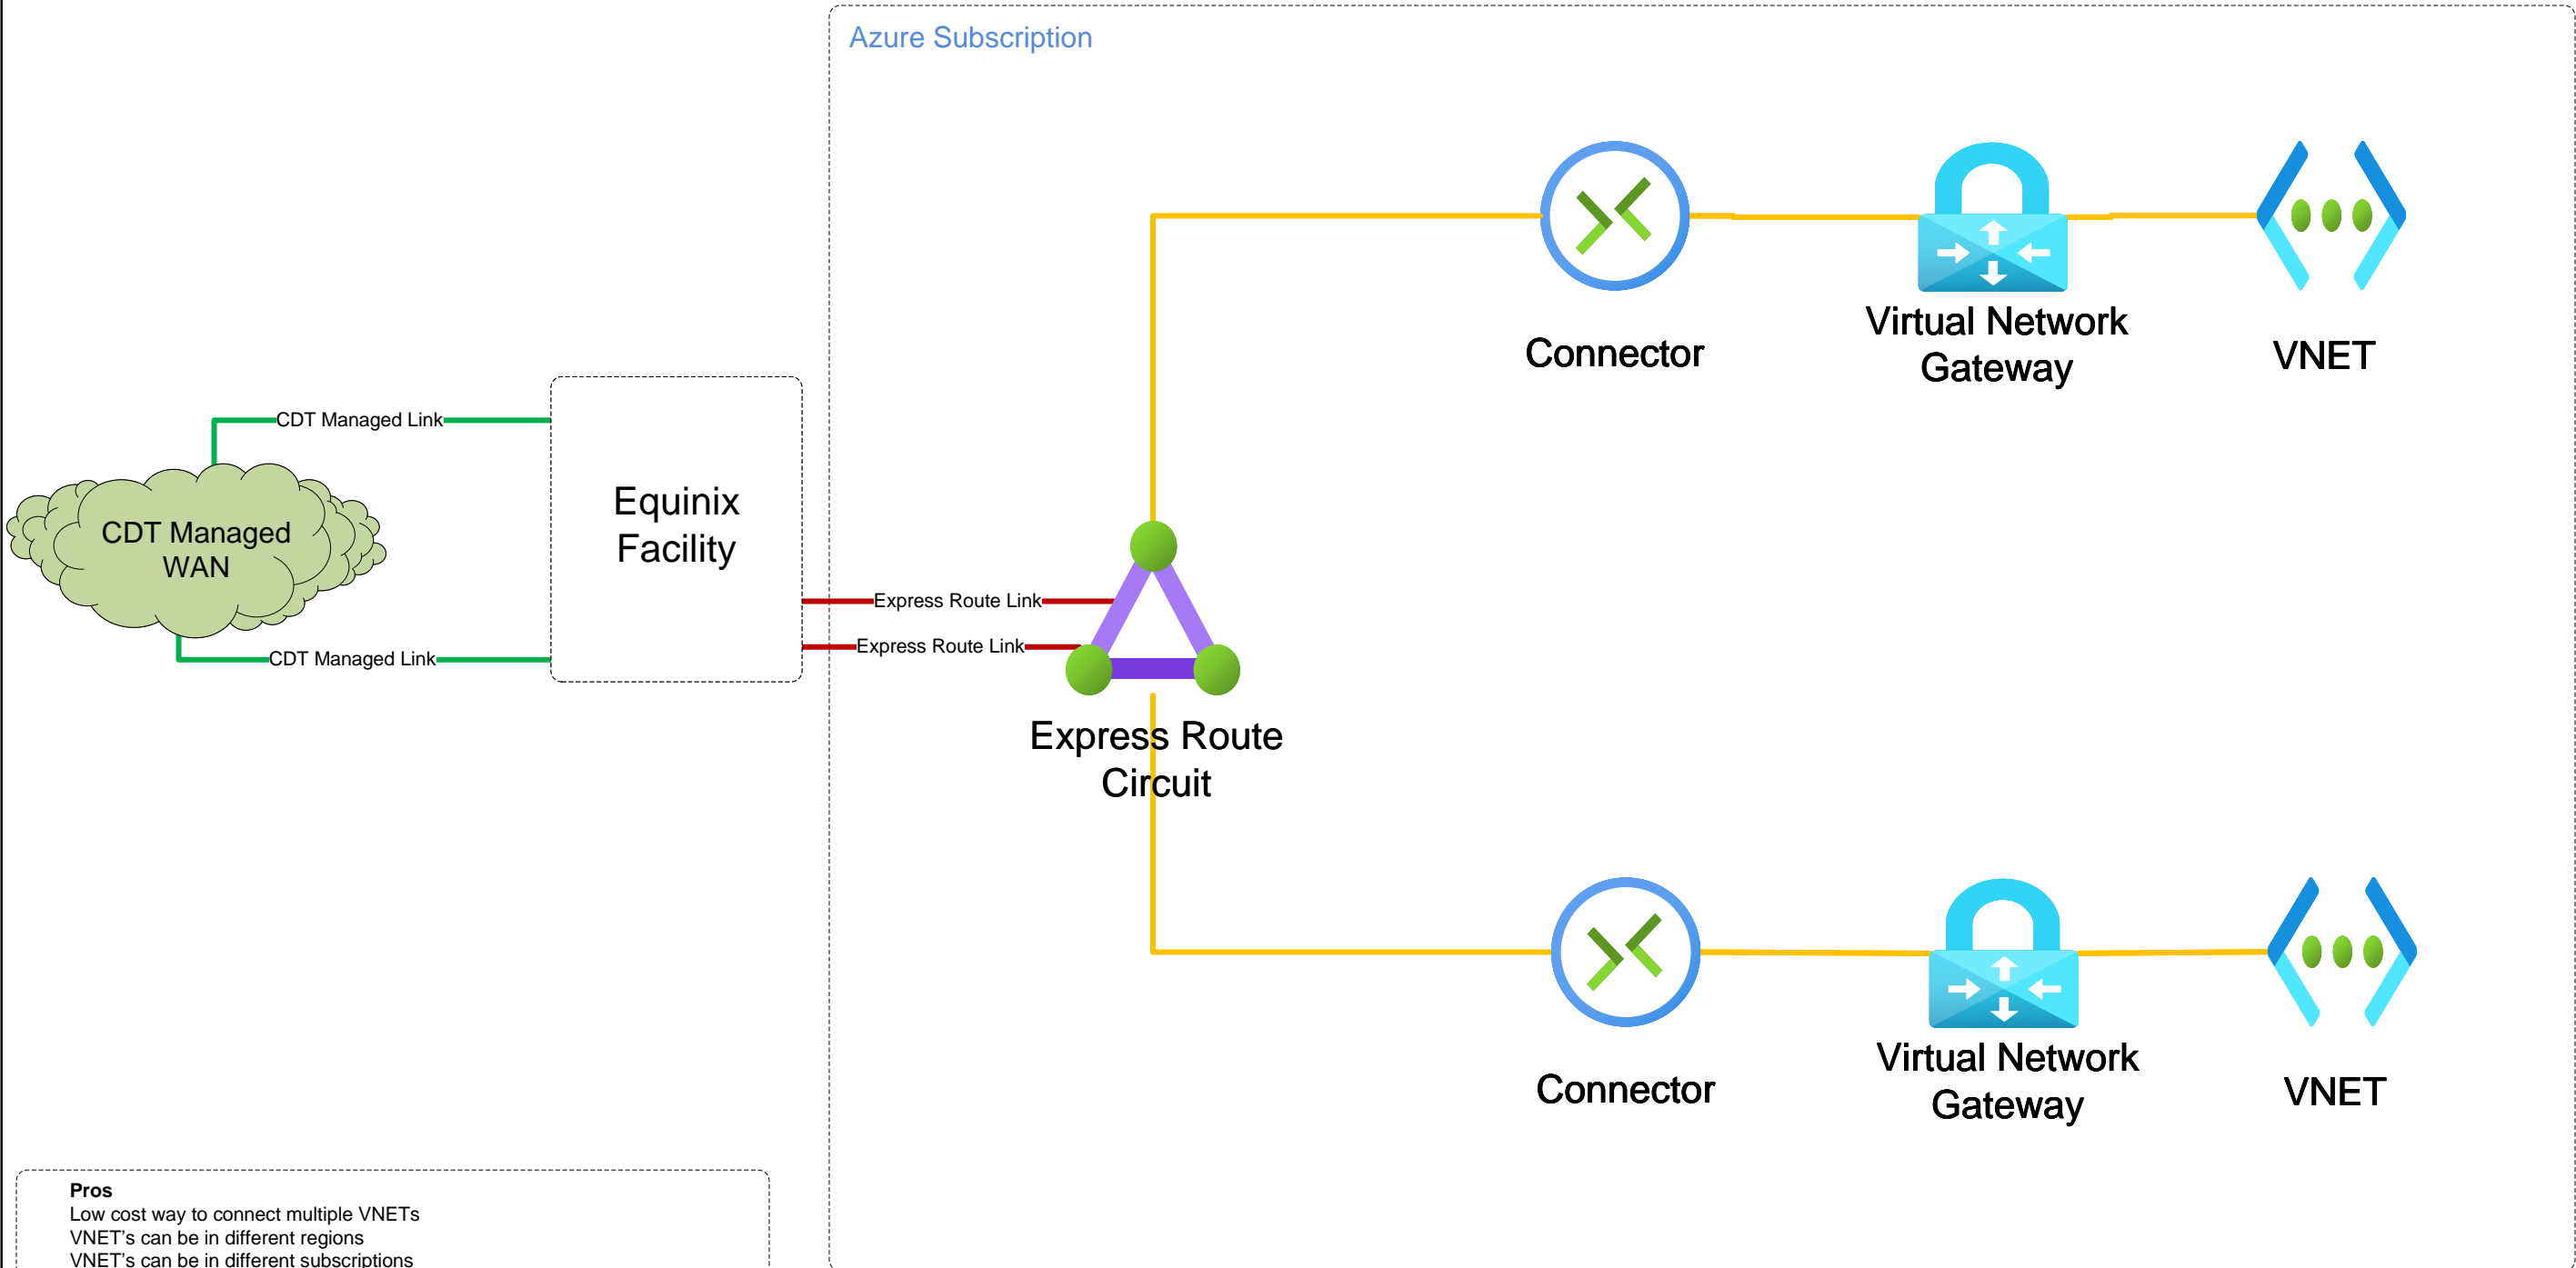 Azure Subscription
Connector
Virtual Network
Gateway
VNET
CDT Managed Link
Equinix
Facility
CDT Managed
WAN
Express Route Link
Express Route Link
CDT Managed Link
Express Route
Circuit
Connector
Virtual Network
Gateway
VNET
Pros
Low cost way to connect multiple VNETs
VNET’s can be in different regions
VNET’s can be in different subscriptions